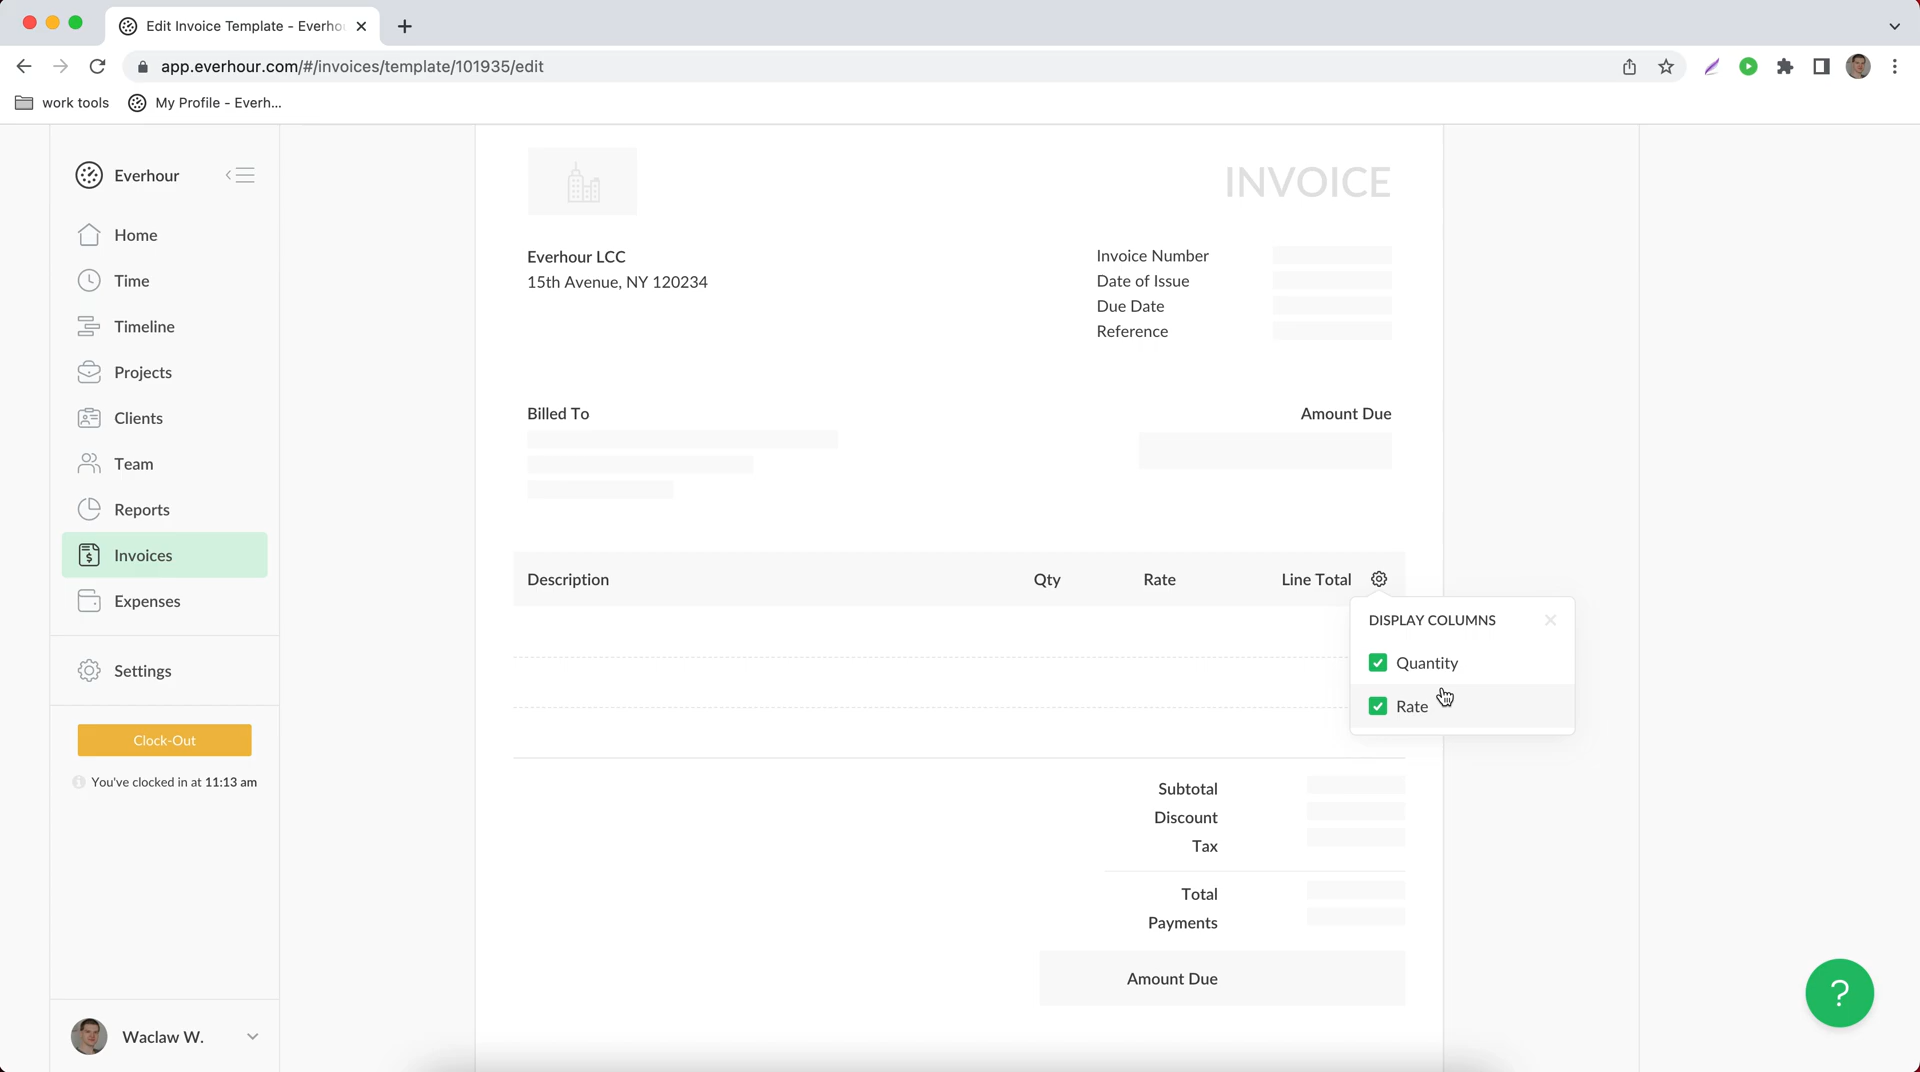 Edit Invoice Template - Everho
app.everhour.com/#/invoices/template/101935/edit
work tools
My Profile - Everh...
Everhour
Home
Time
Timeline
Projects
Clients
Team
Reports
Invoices
Expenses
Settings
Clock-Out
You've clocked in at 11:13 am
Waclaw W.
INVOICE
Everhour LCC
15th Avenue, NY 120234
Invoice Number
Date of Issue
Due Date
Reference
Billed To
Amount Due
Description Qty Rate Line Total
DISPLAY COLUMNS
Quantity
Rate
Subtotal
Discount
Tax
Total
Payments
Amount Due
?